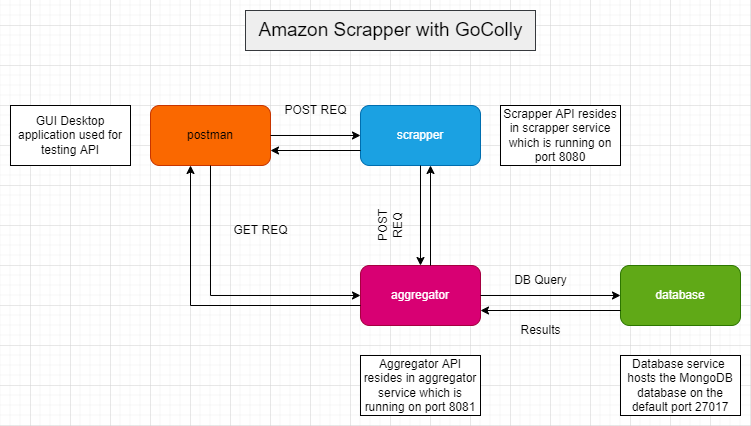 Amazon Scrapper with GoColly
GUI Desktop
application used for
testing API
postman
POST REQ
scrapper
Scrapper API resides
in scrapper service
which is running on
port 8080
GET REQ
POST
REQ
aggregator
DB Query
Results
database
Aggregator API
resides in aggregator
service which is
running on port 8081
Database service
hosts the MongoDB
database on the
default port 27017